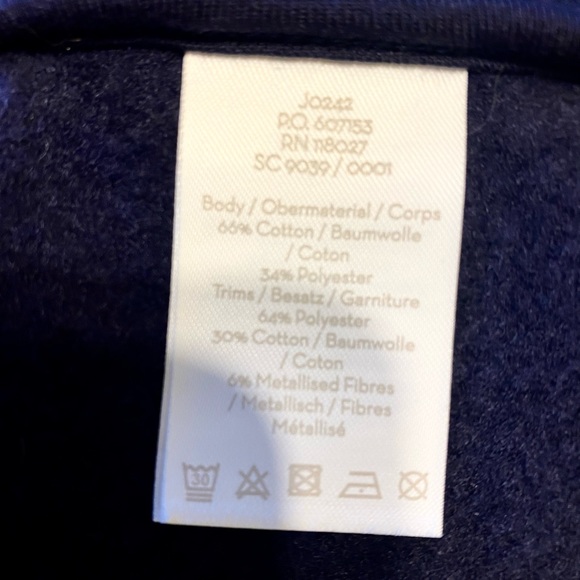 J0242
P.O. 607153
RN 118027
SC 9039 / 0001
Body / Obermaterial / Corps
66% Cotton / Baumwolle
/ Coton
34% Polyester
Trims / Besatz / Garniture
64% Polyester
30% Cotton / Baumwolle
/ Coton
6% Metallised Fibres
/ Metallisch / Fibres
Métallisé
30